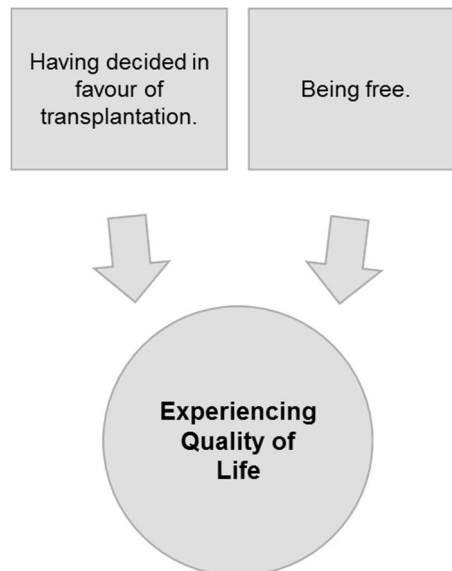 Having decided in
favour of
transplantation.
Being free.
Experiencing
Quality of
Life